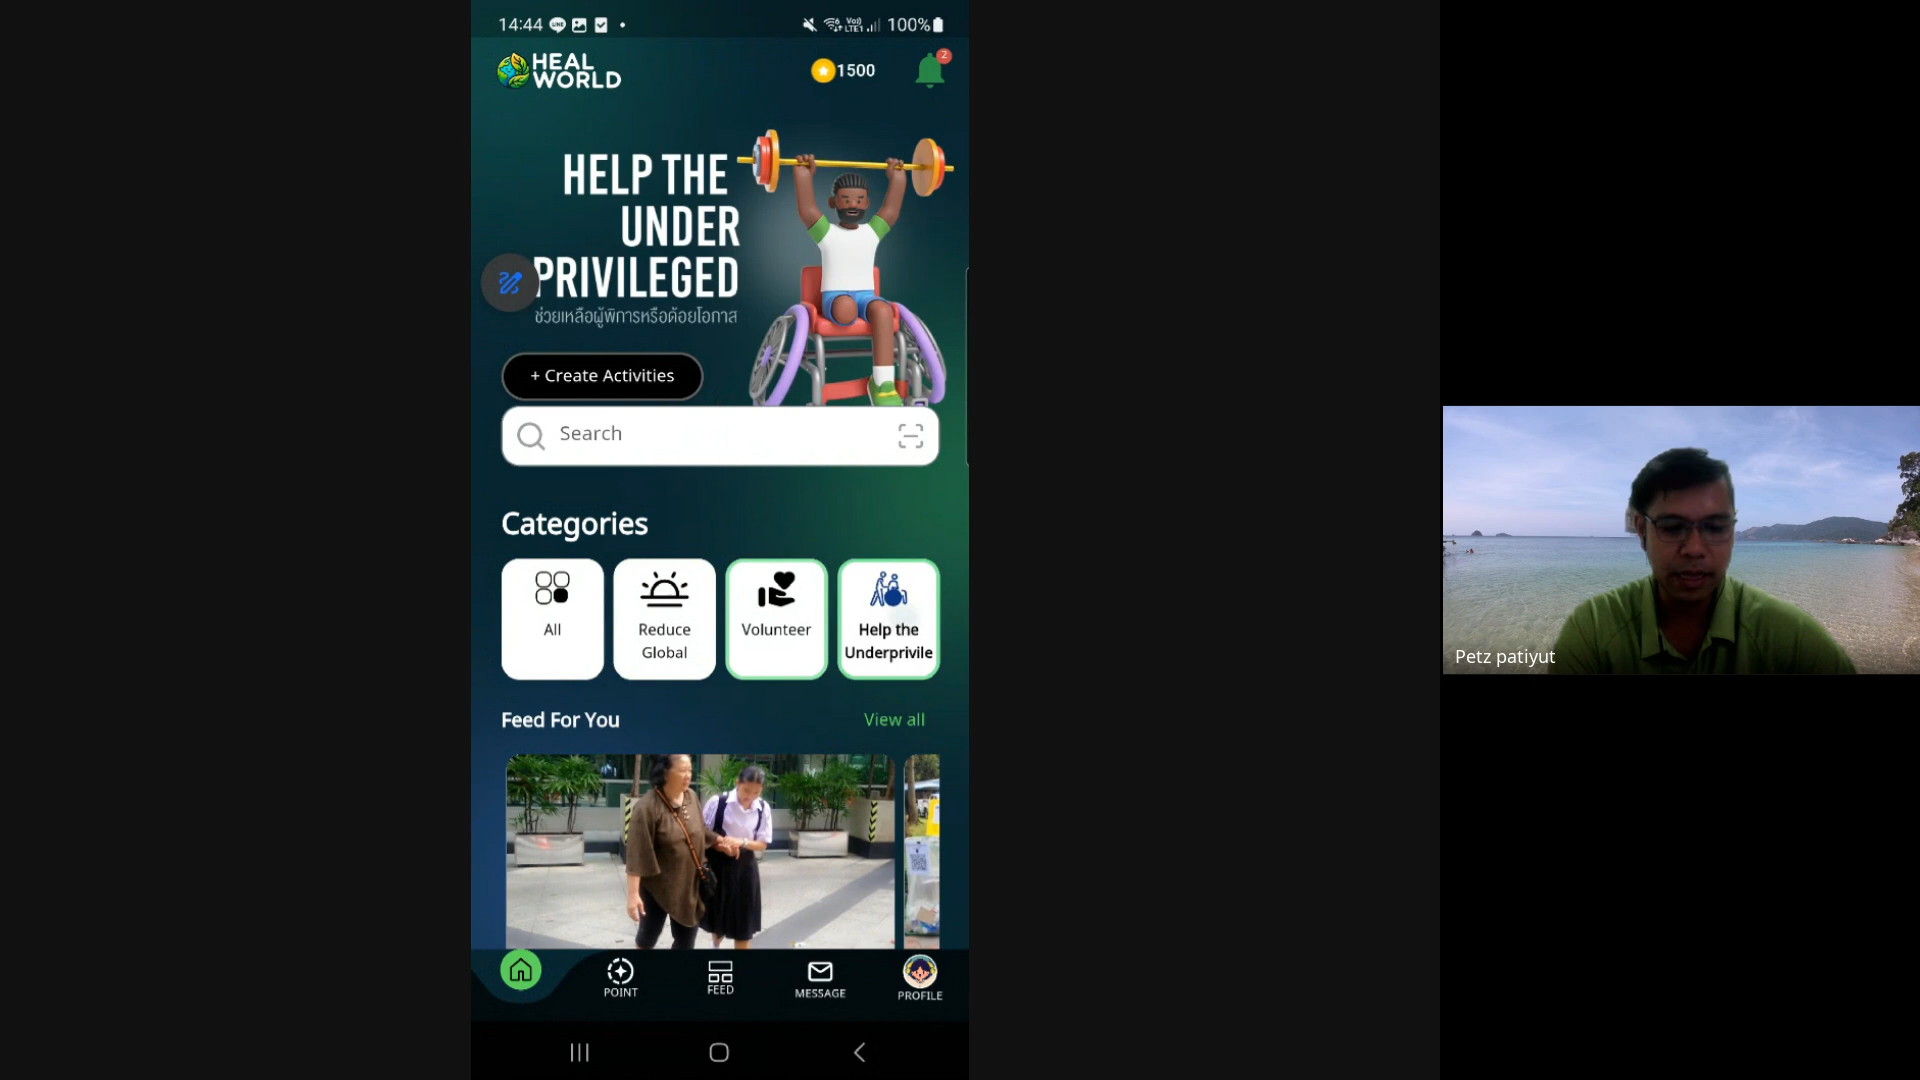 14:44
100%
HEAL
WORLD
1500
2
HELP THE
UNDER
PRIVILEGED
ช่วยเหลือผู้พิการหรือด้อยโอกาส
+ Create Activities
Search
Categories
All
Reduce
Global
Volunteer
Help the
Underprivile
Feed For You
View all
POINT
FEED
MESSAGE
PROFILE
Petz patiyut